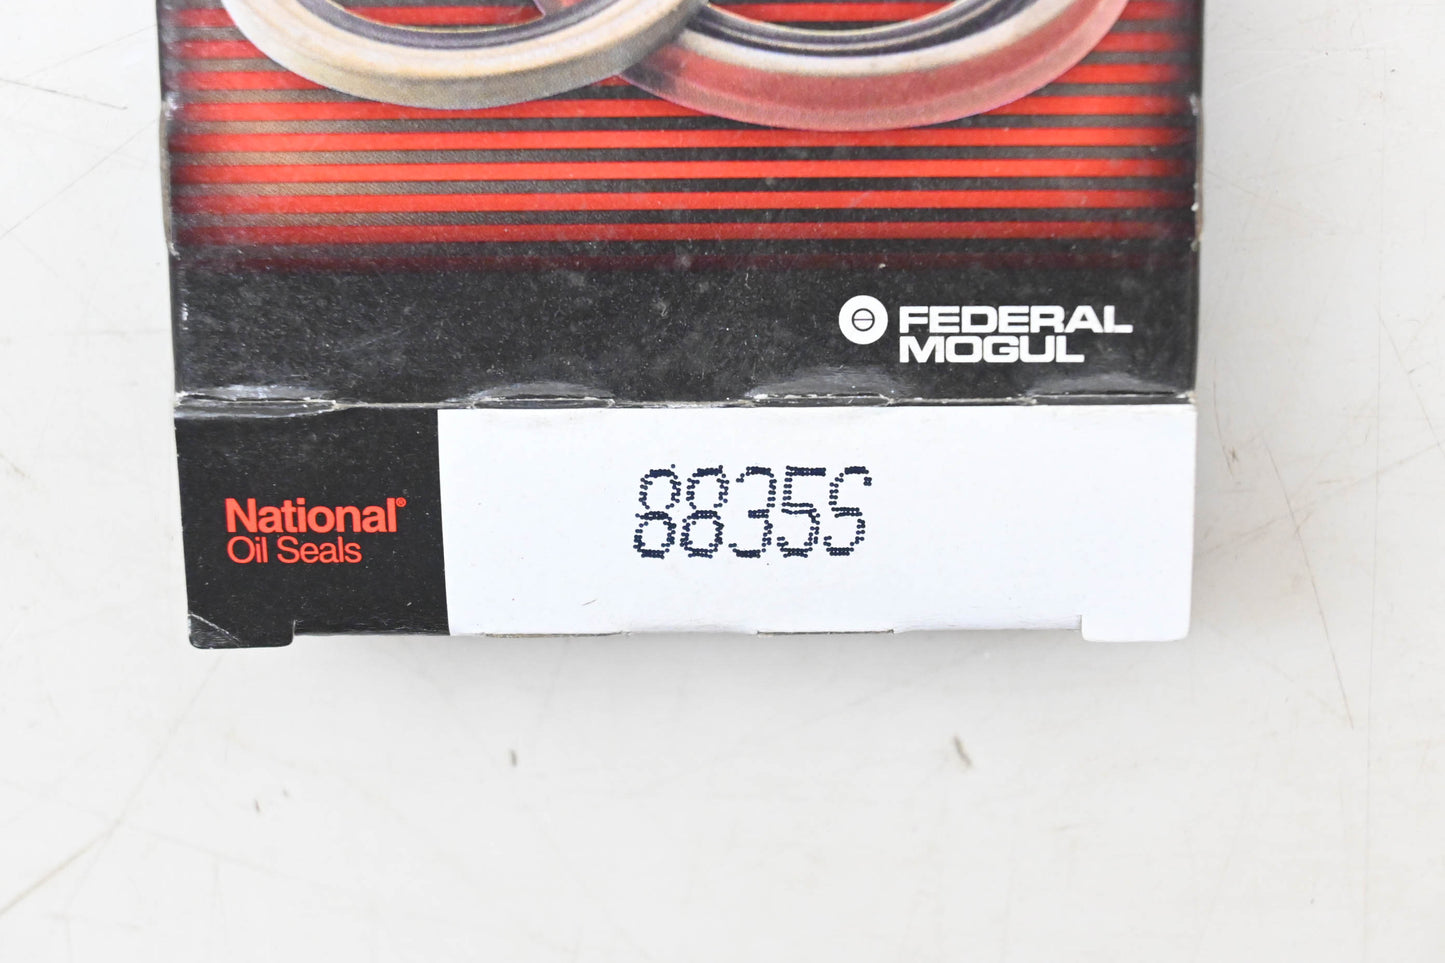 FEDERAL
MOGUL
National®
Oil Seals
8835S